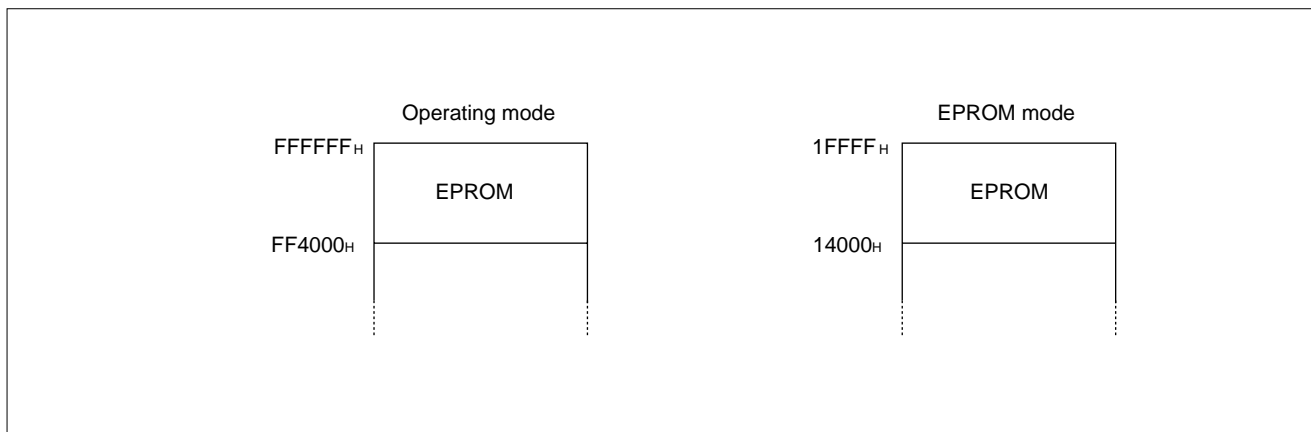 Operating mode
FFFFFFH
EPROM
FF4000H
EPROM mode
1FFFFH
EPROM
14000H